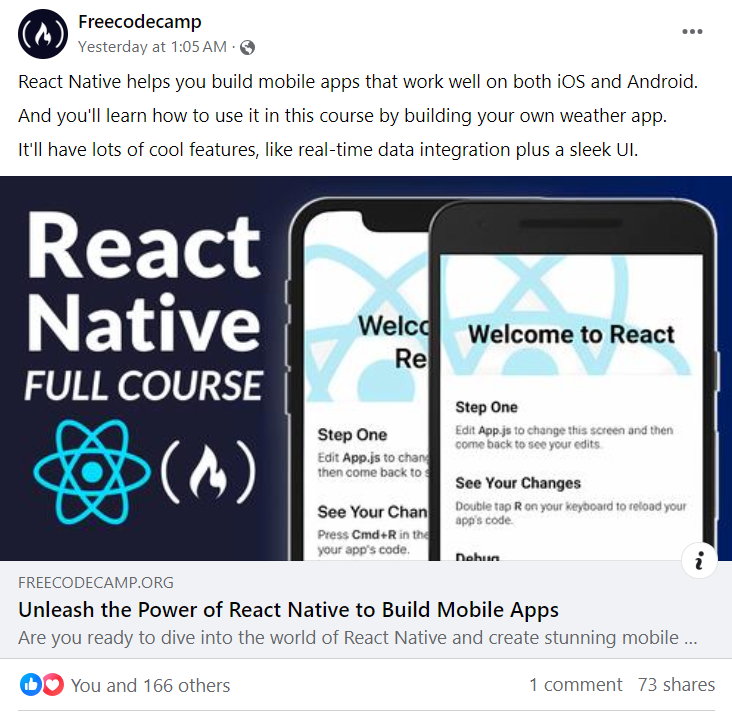 Freecodecamp
Yesterday at 1:05 AM ·
React Native helps you build mobile apps that work well on both iOS and Android.
And you'll learn how to use it in this course by building your own weather app.
It'll have lots of cool features, like real-time data integration plus a sleek UI.
React
Native
FULL COURSE
Welc
Re
Step One
Edit App.js to chang
then come back to s
See Your Chan
Press Cmd+R in the
your app's code.
Welcome to React
Step One
Edit App.js to change this screen and then
come back to see your edits.
See Your Changes
Double tap R on your keyboard to reload your
app's code.
Debug
FREECODECAMP.ORG
Unleash the Power of React Native to Build Mobile Apps
Are you ready to dive into the world of React Native and create stunning mobile ...
You and 166 others
1 comment 73 shares